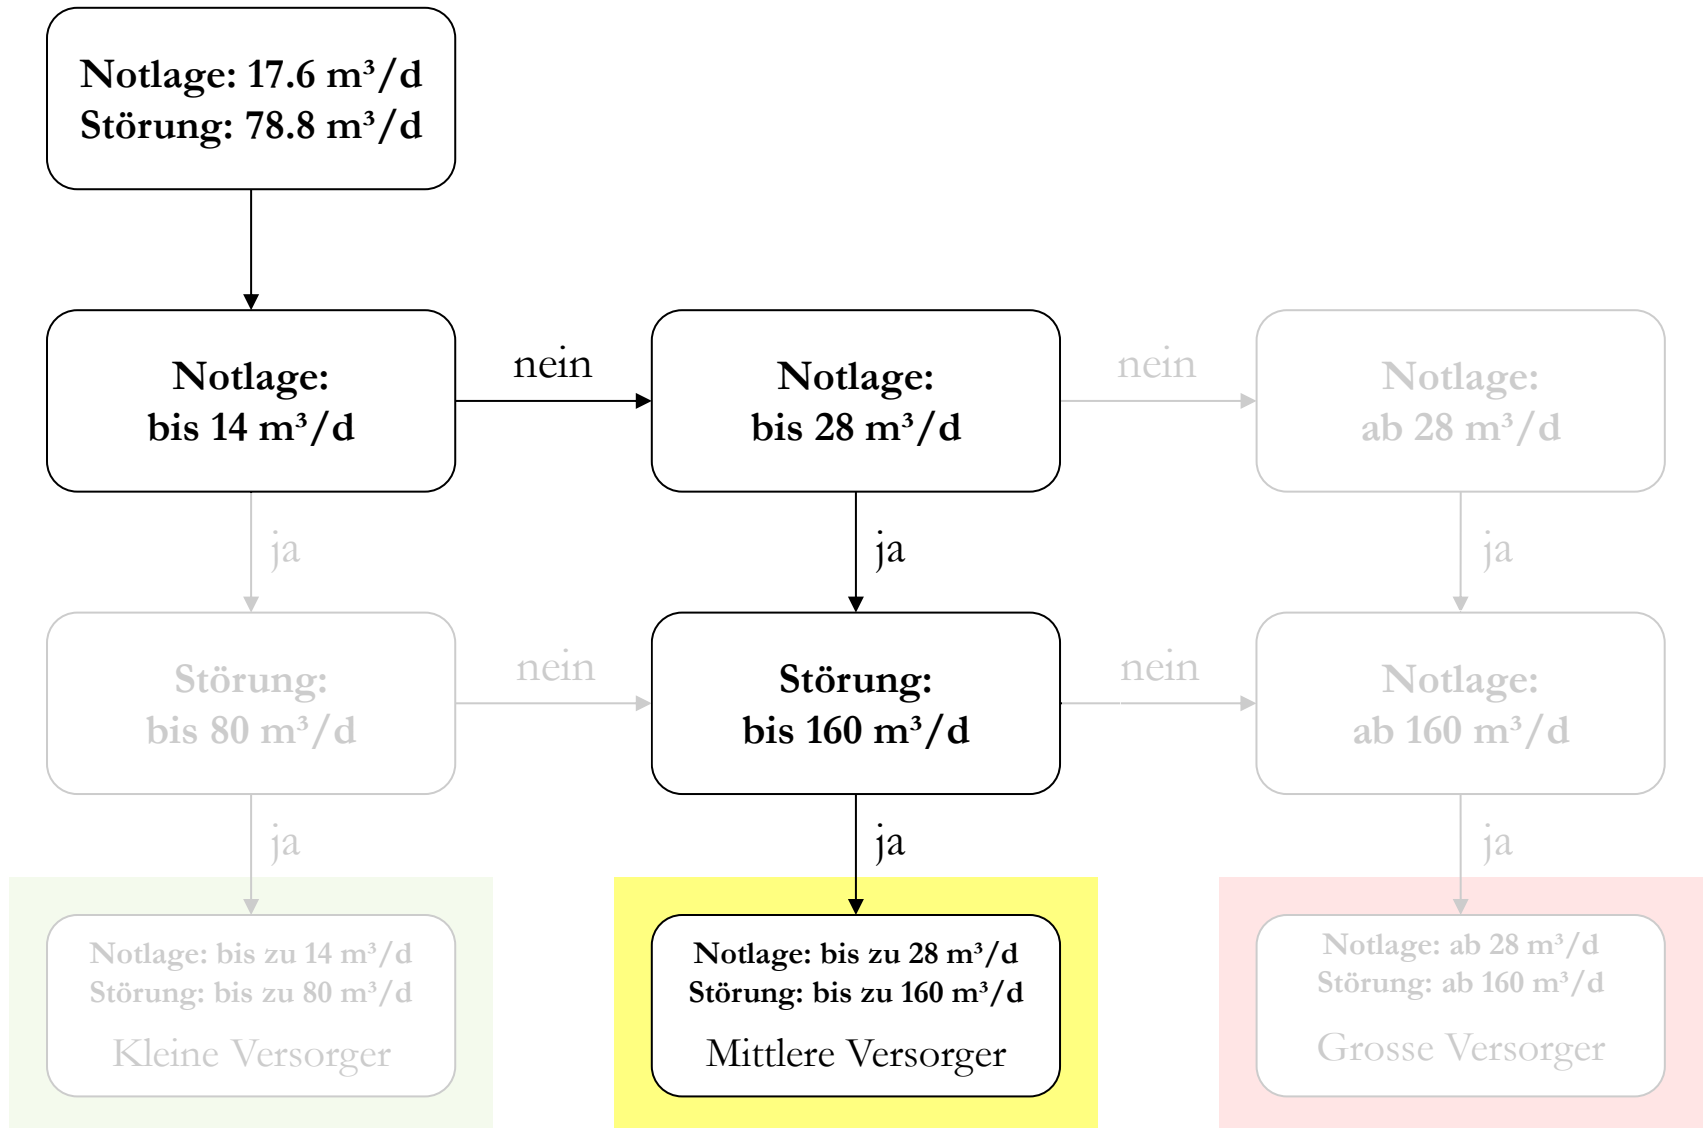 Notlage: 17.6 m³/d
Störung: 78.8 m³/d
Notlage:
bis 14 m³/d
nein
Notlage:
bis 28 m³/d
nein
Notlage:
ab 28 m³/d
ja
ja
ja
Störung:
bis 80 m³/d
nein
Störung:
bis 160 m³/d
nein
Notlage:
ab 160 m³/d
ja
ja
ja
Notlage: bis zu 14 m³/d
Störung: bis zu 80 m³/d
Kleine Versorger
Notlage: bis zu 28 m³/d
Störung: bis zu 160 m³/d
Mittlere Versorger
Notlage: ab 28 m³/d
Störung: ab 160 m³/d
Grosse Versorger